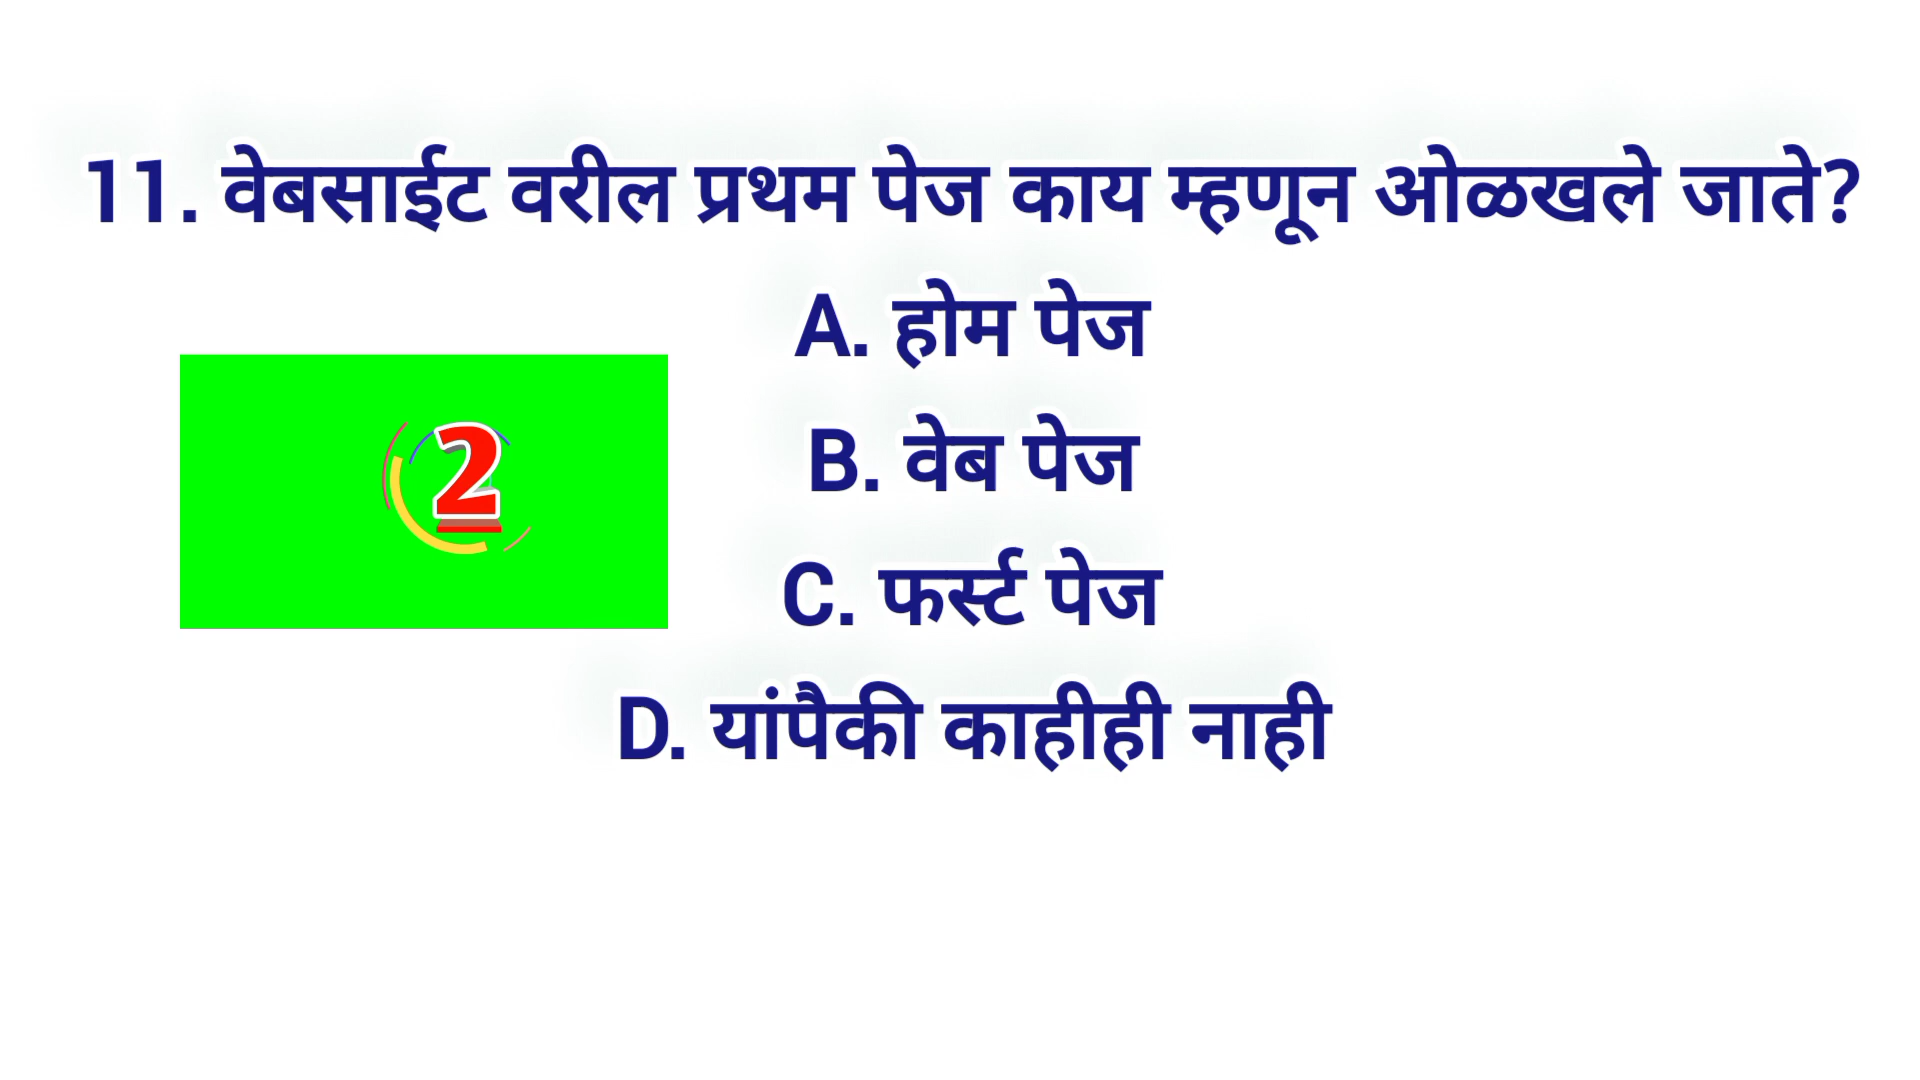 11. वेबसाईट वरील प्रथम पेज काय म्हणून ओळखले जाते?
A. होम पेज
2
B. वेब पेज
C. फर्स्ट पेज
D. यांपैकी काहीही नाही